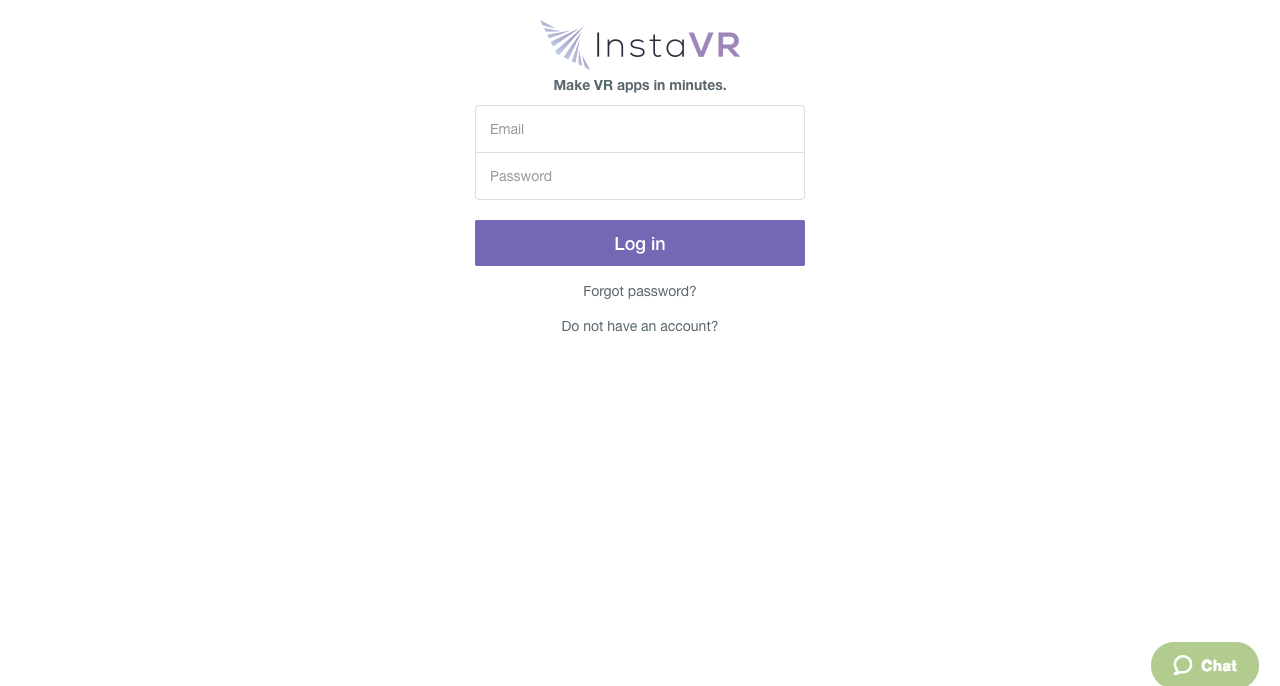 InstaVR
Make VR apps in minutes.
Email
Password
Log in
Forgot password?
Do not have an account?
Chat